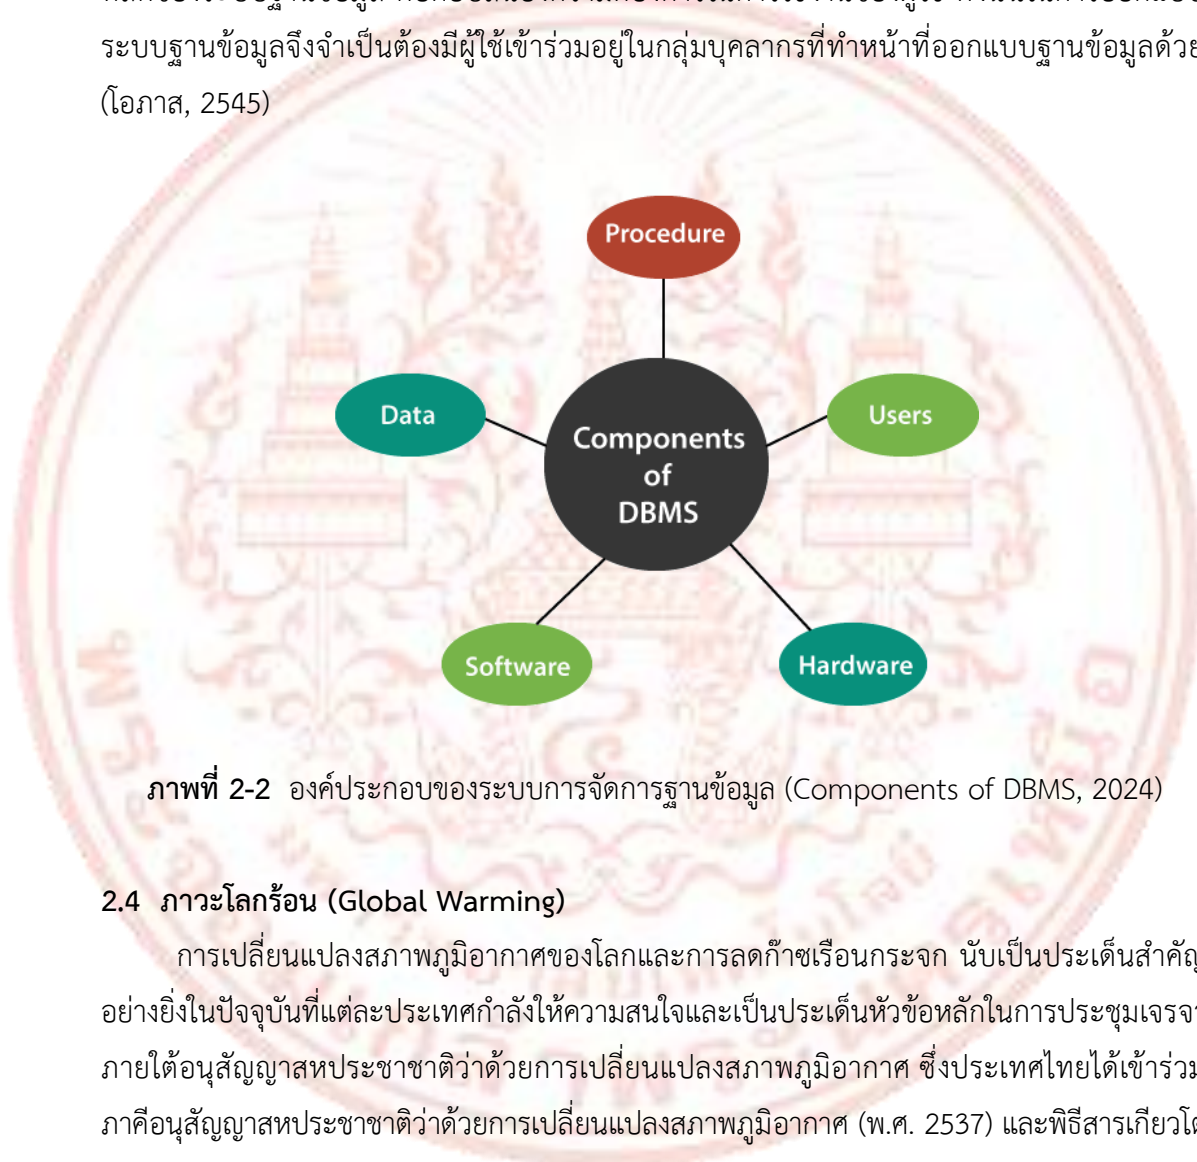 ระบบฐานข้อมูลจึงจำเป็นต้องมีผู้ใช้เข้าร่วมอยู่ในกลุ่มบุคลากรที่ทำหน้าที่ออกแบบฐานข้อมูลด้วย
(โอภาส, 2545)
Procedure
Data
Users
Components
of
DBMS
Software
Hardware
ภาพที่ 2-2 องค์ประกอบของระบบการจัดการฐานข้อมูล (Components of DBMS, 2024)
2.4 ภาวะโลกร้อน (Global Warming)
การเปลี่ยนแปลงสภาพภูมิอากาศของโลกและการลดก๊าซเรือนกระจก นับเป็นประเด็นสำคัญ
อย่างยิ่งในปัจจุบันที่แต่ละประเทศกำลังให้ความสนใจและเป็นประเด็นหัวข้อหลักในการประชุมเจรจา
ภายใต้อนุสัญญาสหประชาชาติว่าด้วยการเปลี่ยนแปลงสภาพภูมิอากาศ ซึ่งประเทศไทยได้เข้าร่วม
ภาคีอนุสัญญาสหประชาชาติว่าด้วยการเปลี่ยนแปลงสภาพภูมิอากาศ (พ.ศ. 2537) และพิธีสารเกียวโต